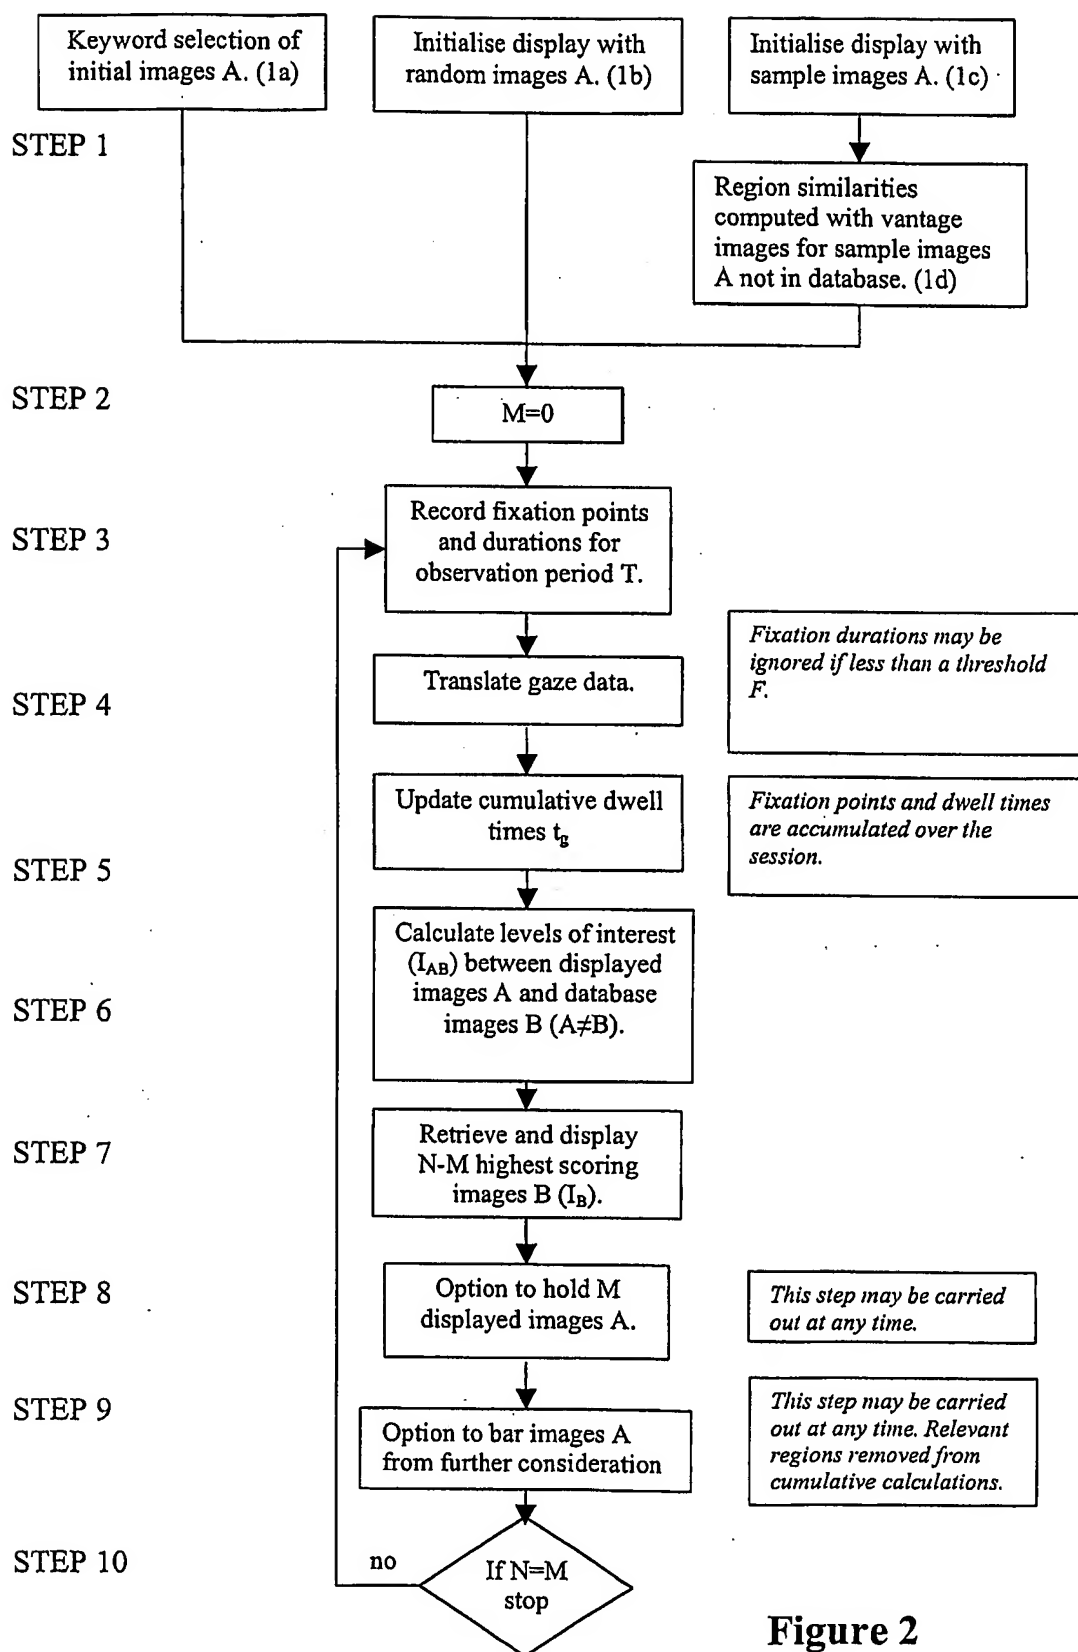 Keyword selection of
initial images A. (1a)
Initialise display with
random images A. (1b)
Initialise display with
sample images A. (1c)
STEP 1
Region similarities
computed with vantage
images for sample images
A not in database. (1d)
STEP 2
M=0
STEP 3
Record fixation points
and durations for
observation period T.
Fixation durations may be
ignored if less than a threshold
F.
STEP 4
Translate gaze data.
Update cumulative dwell
times tg
Fixation points and dwell times
are accumulated over the
session.
STEP 5
Calculate levels of interest
(IAB) between displayed
images A and database
images B (A≠B).
STEP 6
STEP 7
Retrieve and display
N-M highest scoring
images B (IB).
STEP 8
Option to hold M
displayed images A.
This step may be carried
out at any time.
STEP 9
Option to bar images A
from further consideration
This step may be carried
out at any time. Relevant
regions removed from
cumulative calculations.
STEP 10
no
If N=M
stop
Figure 2